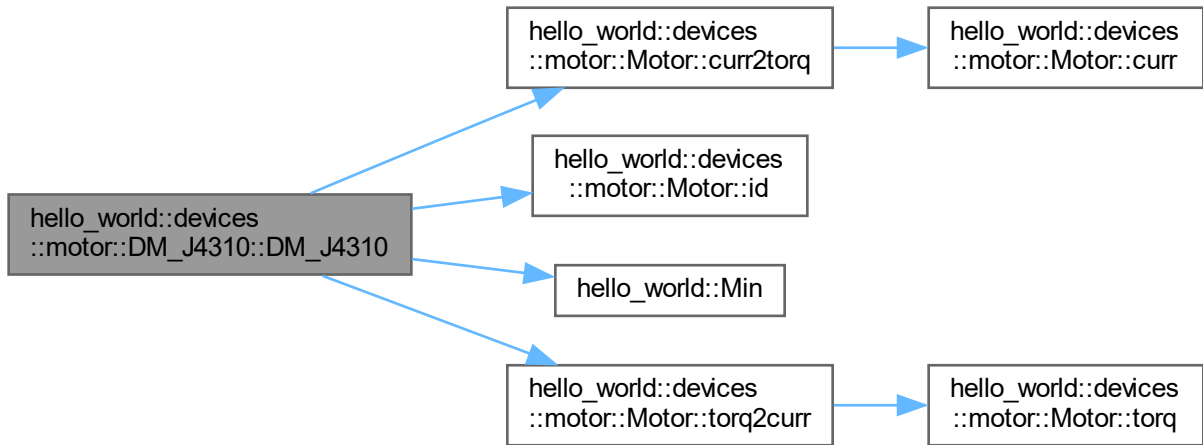 hello_world::devices
::motor::DM_J4310::DM_J4310
hello_world::devices
::motor::Motor::curr2torq
hello_world::devices
::motor::Motor::curr
hello_world::devices
::motor::Motor::id
hello_world::Min
hello_world::devices
::motor::Motor::torq2curr
hello_world::devices
::motor::Motor::torq